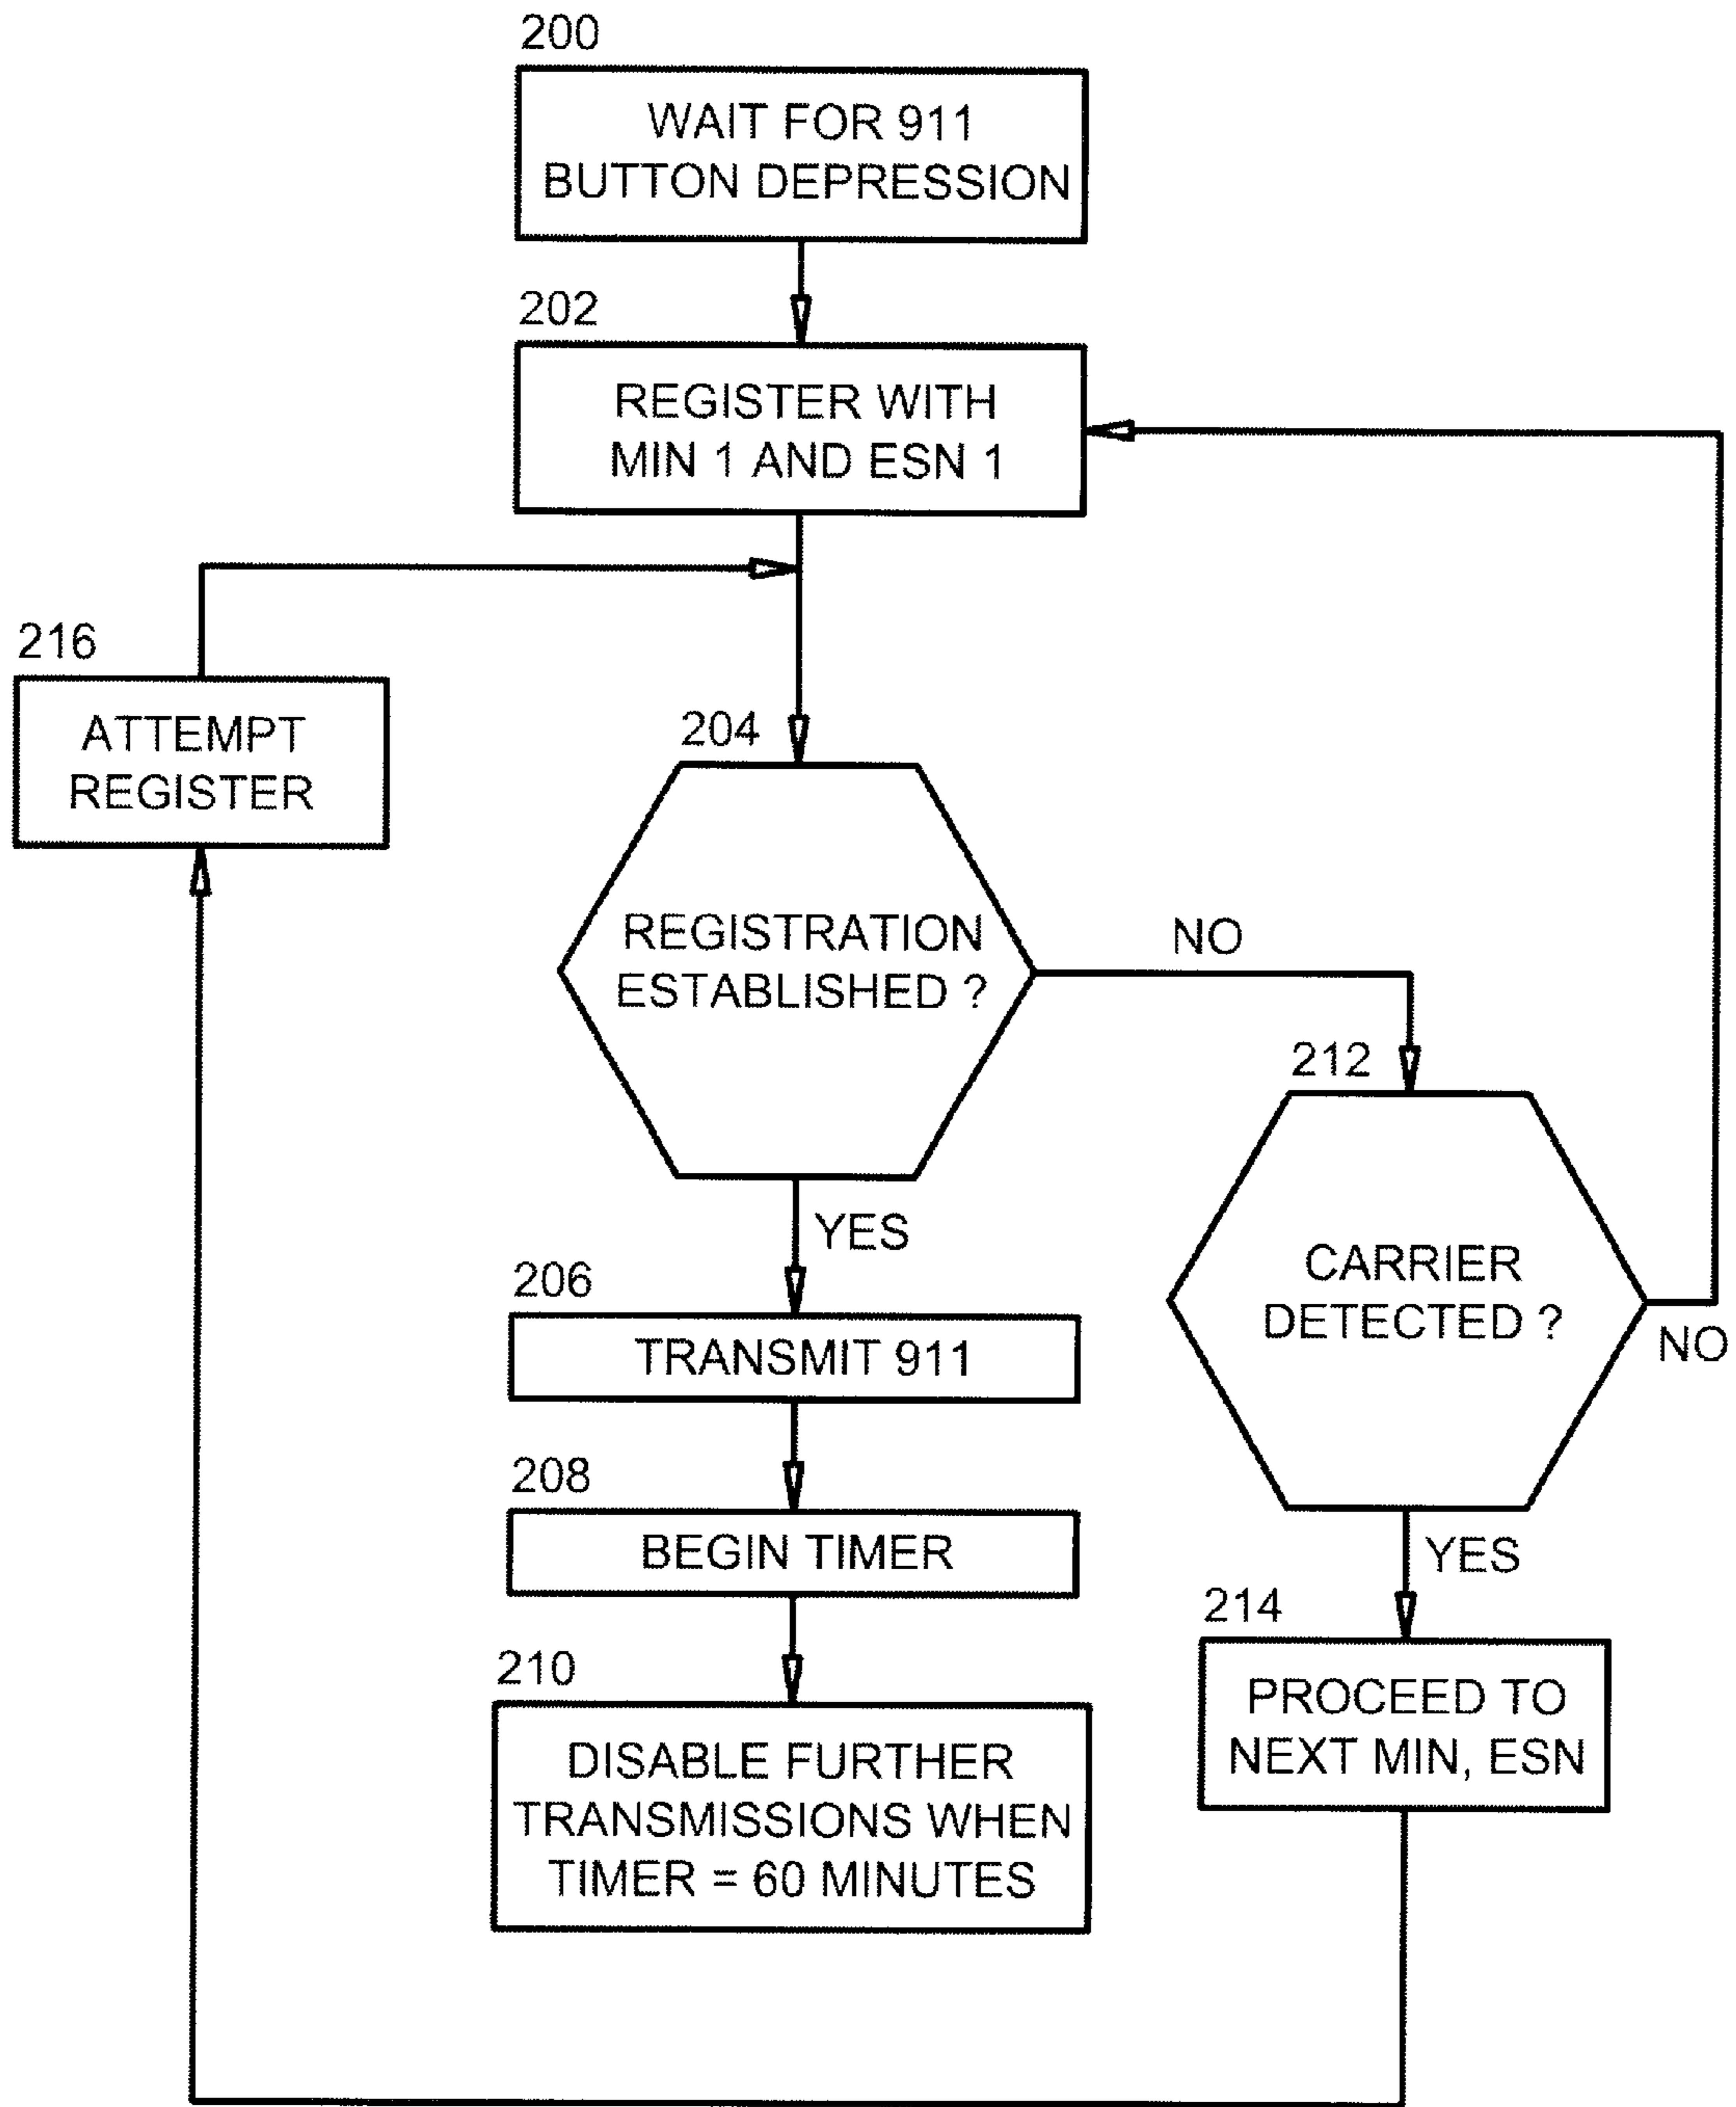 200
WAIT FOR 911
BUTTON DEPRESSION
202
REGISTER WITH
MIN 1 AND ESN 1
216
ATTEMPT
REGISTER
204
REGISTRATION
ESTABLISHED ?
NO
212
CARRIER
DETECTED ?
NO
YES
206
TRANSMIT 911
208
BEGIN TIMER
YES
214
PROCEED TO
NEXT MIN, ESN
210
DISABLE FURTHER
TRANSMISSIONS WHEN
TIMER = 60 MINUTES